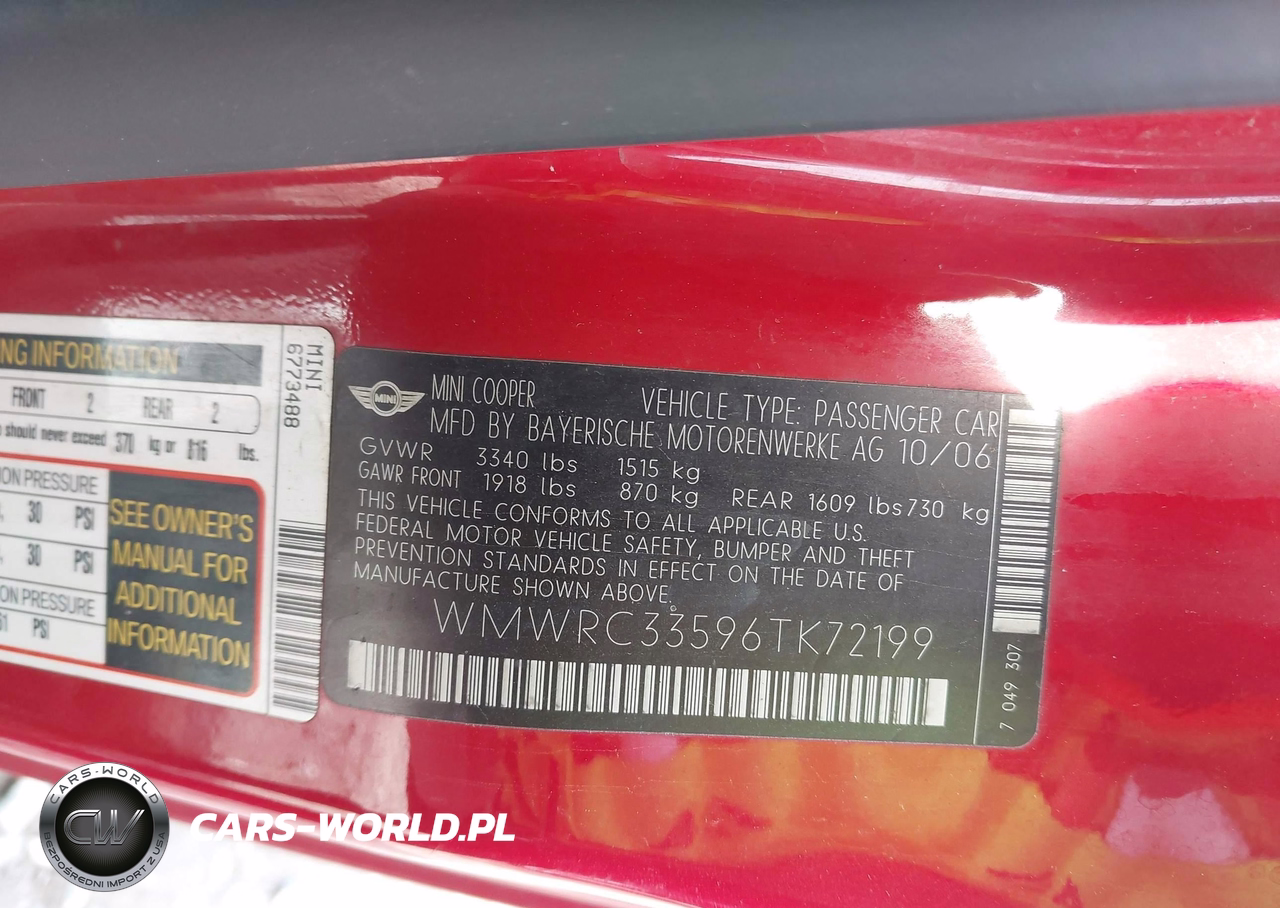 NG INFORMATION
FRONT 2 REAR 2
should never exceed 370 kg or 816 lbs.
ON PRESSURE
30 PSI
30 PSI
ON PRESSURE
PSI
SEE OWNER'S
MANUAL FOR
ADDITIONAL
INFORMATION
MINI
6773488
MINI
MINI COOPER VEHICLE TYPE: PASSENGER CAR
MFD BY BAYERISCHE MOTORENWERKE AG 10/06
GVWR 3340 lbs 1515 kg
GAWR FRONT 1918 lbs 870 kg REAR 1609 lbs 730 kg
THIS VEHICLE CONFORMS TO ALL APPLICABLE U.S.
FEDERAL MOTOR VEHICLE SAFETY, BUMPER AND THEFT
PREVENTION STANDARDS IN EFFECT ON THE DATE OF
MANUFACTURE SHOWN ABOVE.
WMWRC33596TK72199
7 049 307
CARS-WORLD
CW
BEZPOŚREDNI IMPORT Z USA
CARS-WORLD.PL